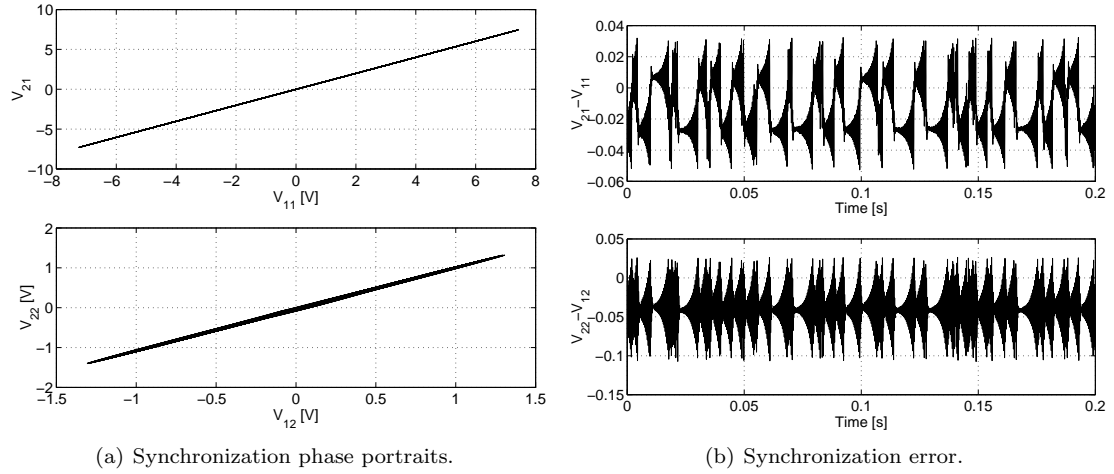 10
5
0
−5
−10
V21
−8 −6 −4 −2 0 2 4 6 8
V11 [V]
2
1
0
−1
−2
V22 [V]
−1.5 −1 −0.5 0 0.5 1 1.5
V12 [V]
(a) Synchronization phase portraits.
0.04
0.02
0
−0.02
−0.04
−0.06
V21−V11
0 0.05 0.1 0.15 0.2
Time [s]
0.05
0
−0.05
−0.1
−0.15
V22−V12
0 0.05 0.1 0.15 0.2
Time [s]
(b) Synchronization error.